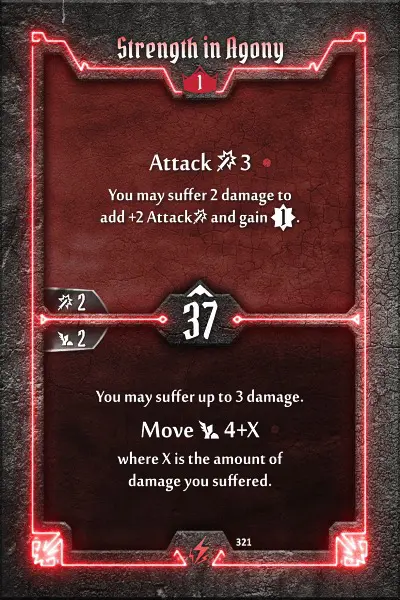 Strength in Agony
1
Attack 3
You may suffer 2 damage to
add +2 Attack and gain 1.
2
37
2
You may suffer up to 3 damage.
Move 4+X
where X is the amount of
damage you suffered.
321